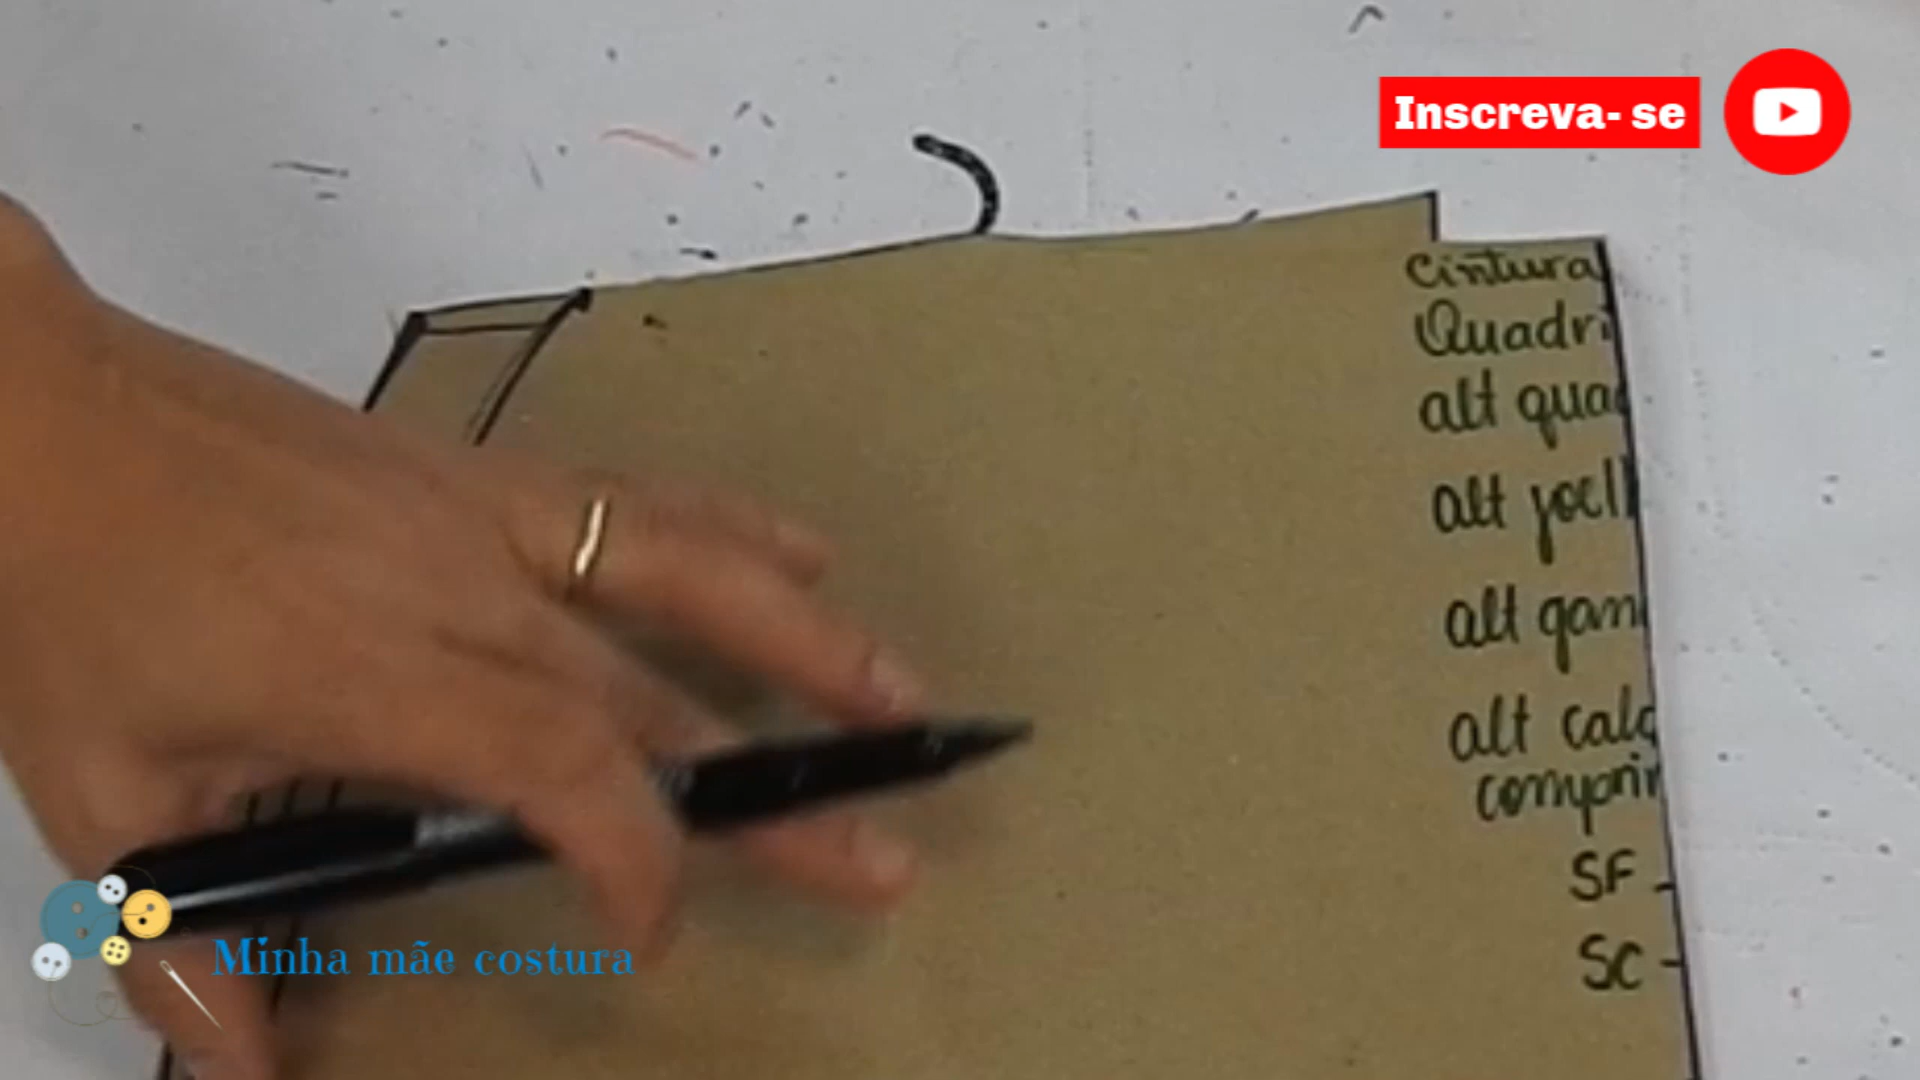 Inscreva- se
Cintura
Quadri
alt qua
alt joel
alt gam
alt calç
comprim
SF -
SC -
Minha mãe costura